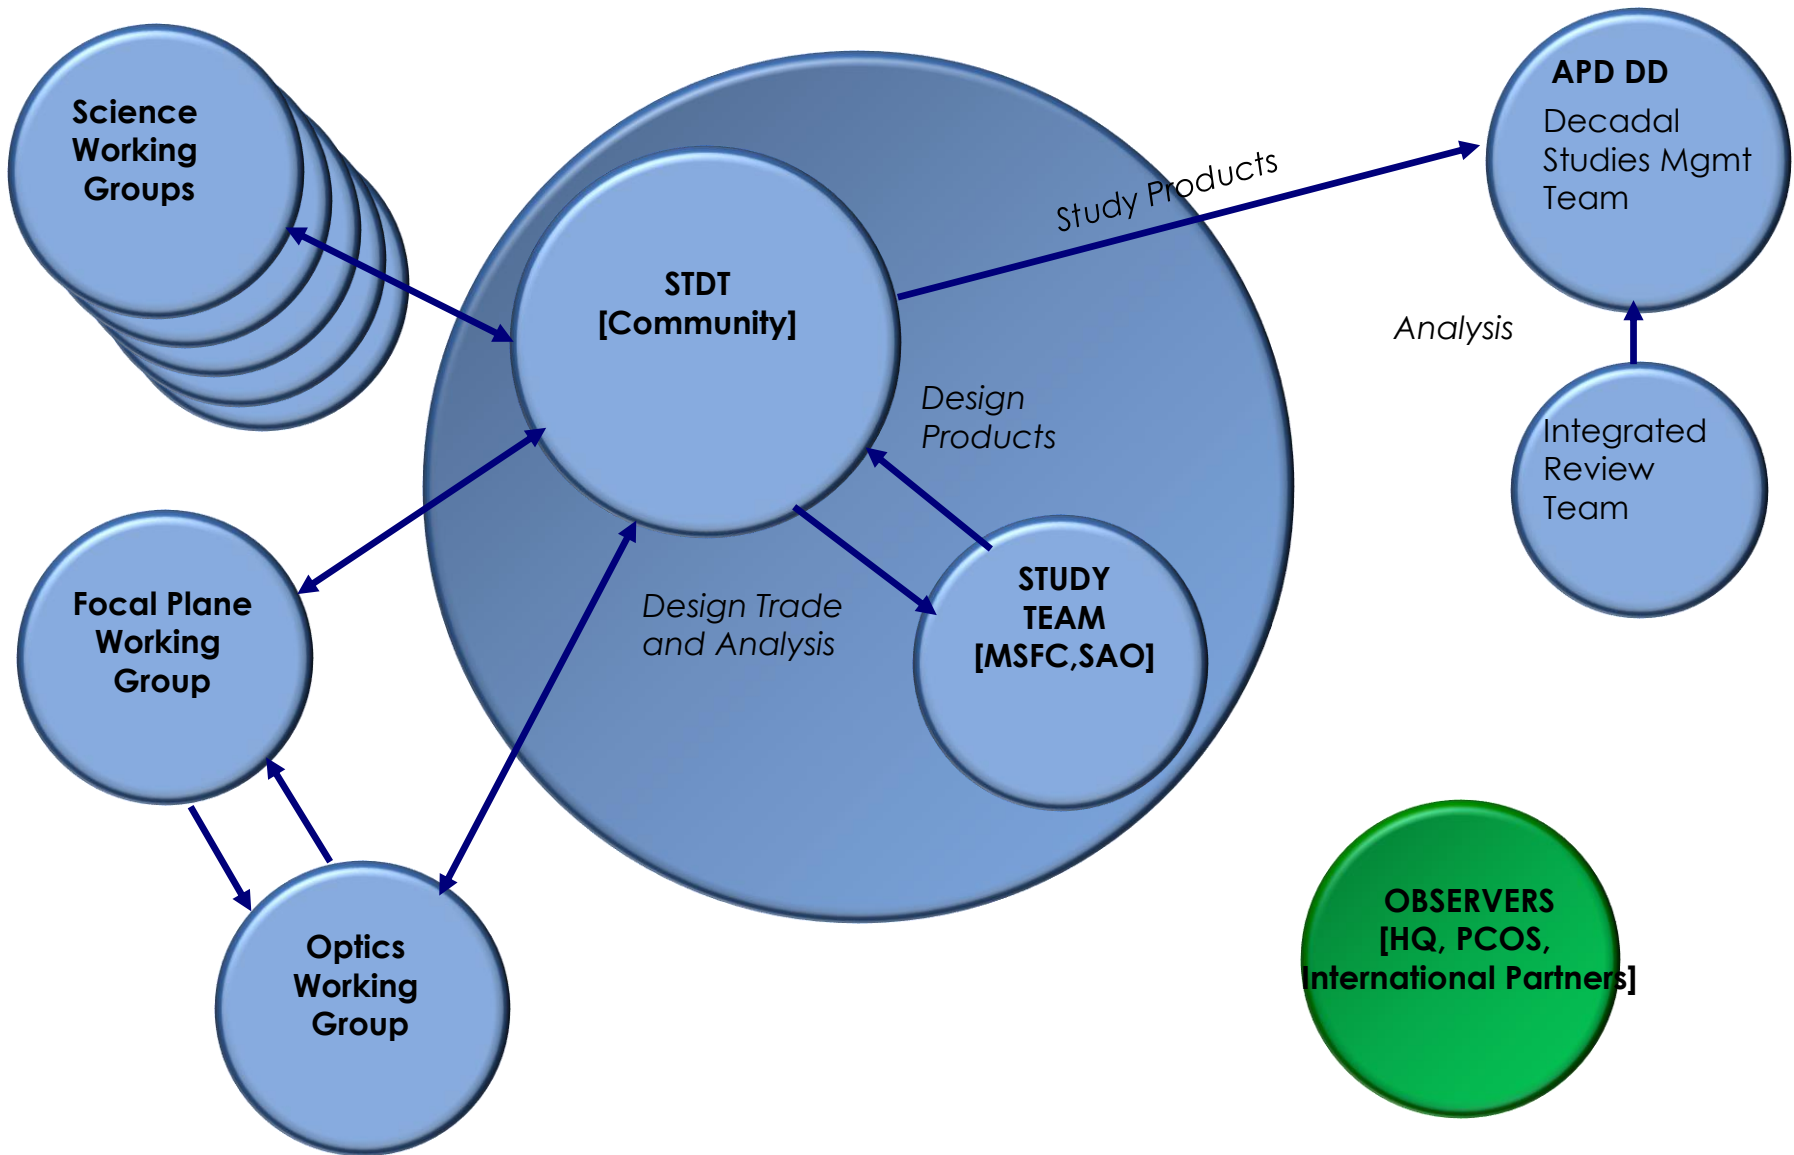 Science
Working
Groups
STDT
[Community]
Study Products
APD DD
Decadal
Studies Mgmt
Team
Analysis
Integrated
Review
Team
Design
Products
Design Trade
and Analysis
STUDY
TEAM
[MSFC,SAO]
Focal Plane
Working
Group
Optics
Working
Group
OBSERVERS
[HQ, PCOS,
International Partners]